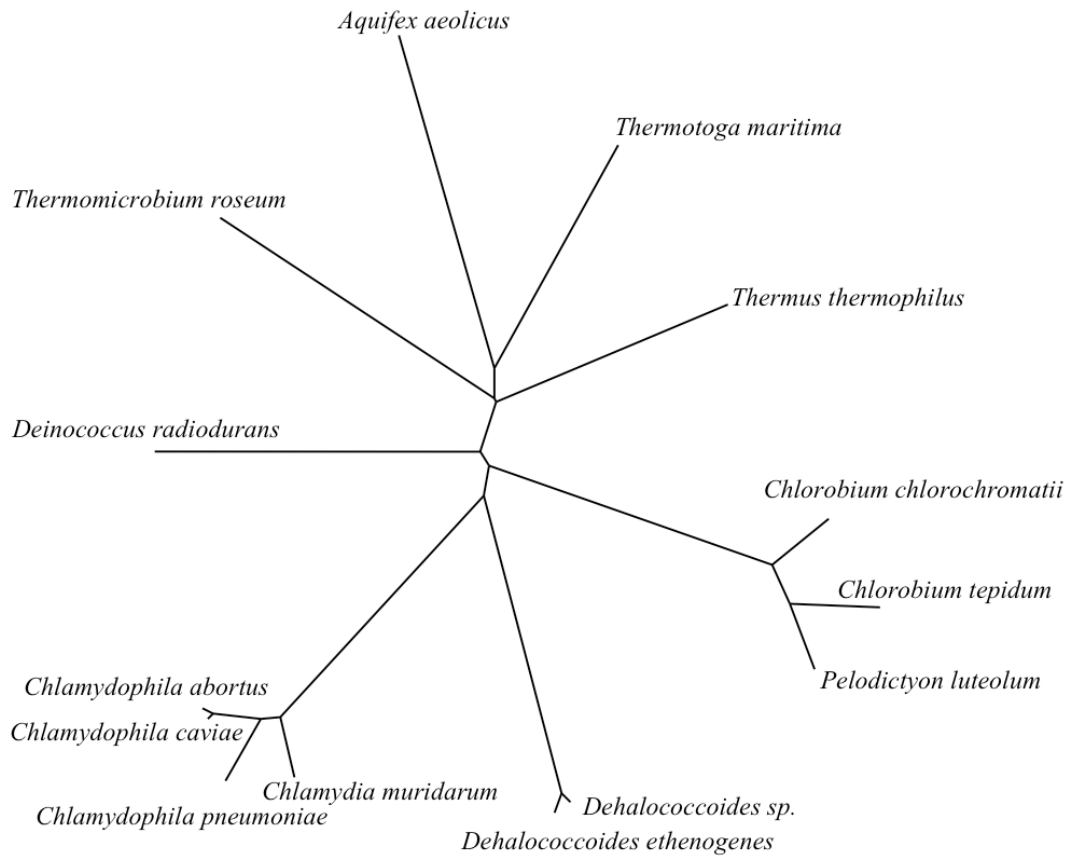 Aquifex aeolicus
Thermotoga maritima
Thermomicrobium roseum
Thermus thermophilus
Deinococcus radiodurans
Chlorobium chlorochromatii
Chlorobium tepidum
Pelodictyon luteolum
Chlamydophila abortus
Chlamydophila caviae
Chlamydia muridarum
Chlamydophila pneumoniae
Dehalococcoides sp.
Dehalococcoides ethenogenes